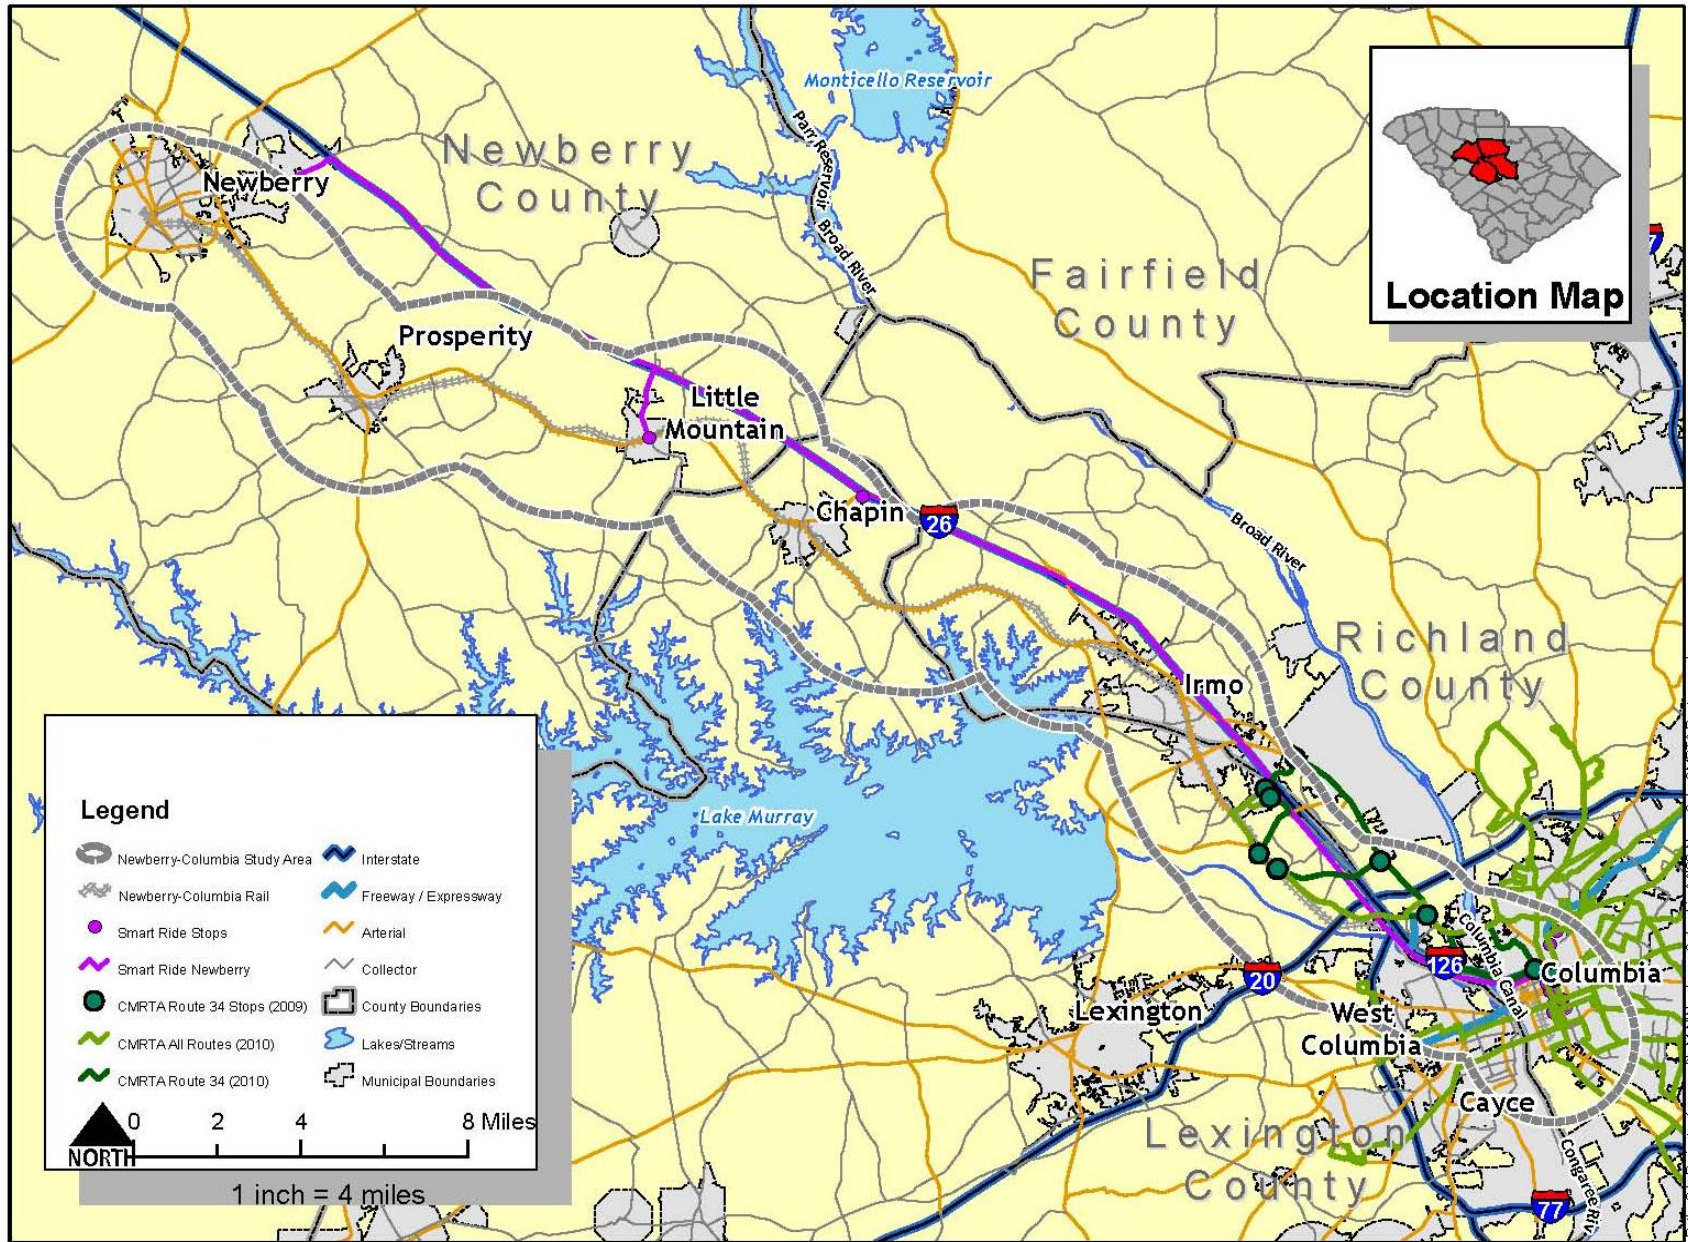 Monticello Reservoir
Parr Reservoir
Broad River
Newberry
County
Newberry
Fairfield
County
Location Map
Prosperity
Little
Mountain
Chapin
26
Broad River
Richland
County
Irmo
Lake Murray
Columbia Canal
126
Columbia
20
Lexington
West
Columbia
Cayce
Lexington
County
Congaree Riv
77
7
Legend
Newberry-Columbia Study Area
Interstate
Newberry-Columbia Rail
Freeway / Expressway
Smart Ride Stops
Arterial
Smart Ride Newberry
Collector
CMRTA Route 34 Stops (2009)
County Boundaries
CMRTA All Routes (2010)
Lakes/Streams
CMRTA Route 34 (2010)
Municipal Boundaries
NORTH
0 2 4 8 Miles
1 inch = 4 miles